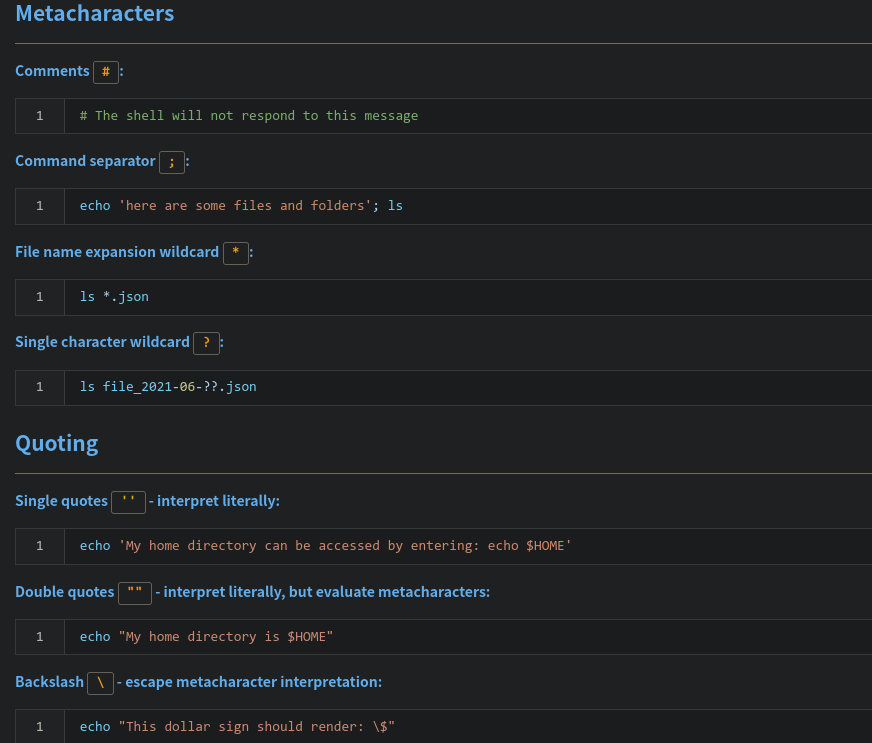 Metacharacters
Comments #:
1 # The shell will not respond to this message
Command separator ;:
1 echo 'here are some files and folders'; ls
File name expansion wildcard *:
1 ls *.json
Single character wildcard ?:
1 ls file_2021-06-??.json
Quoting
Single quotes '' - interpret literally:
1 echo 'My home directory can be accessed by entering: echo $HOME'
Double quotes "" - interpret literally, but evaluate metacharacters:
1 echo "My home directory is $HOME"
Backslash \ - escape metacharacter interpretation:
1 echo "This dollar sign should render: \$"